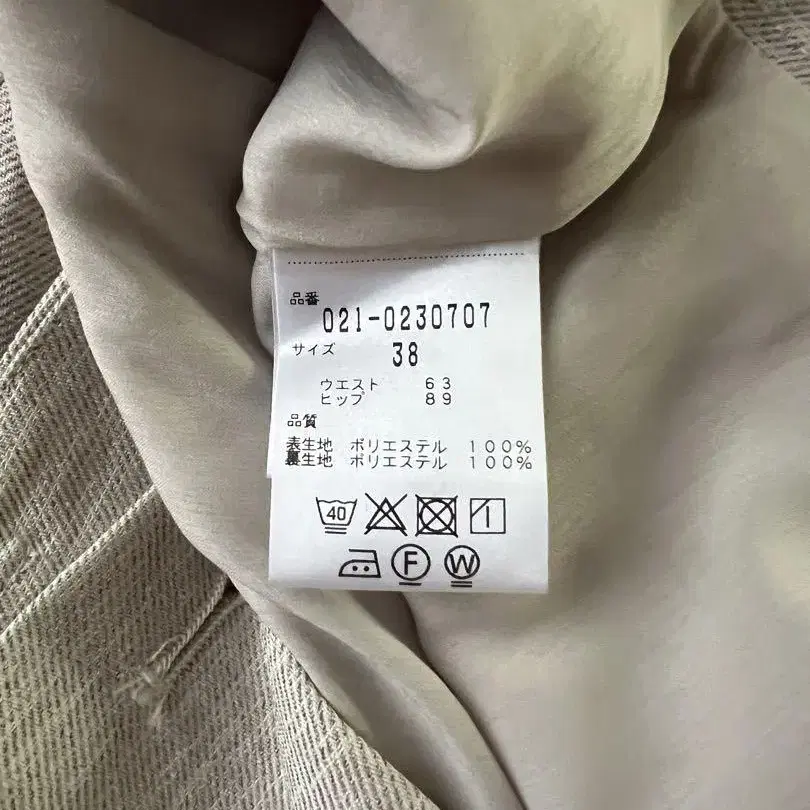 品番
021-0230707
サイズ 38
ウエスト 63
ヒップ 89
品質
表生地 ポリエステル 100%
裏生地 ポリエステル 100%
40
F W